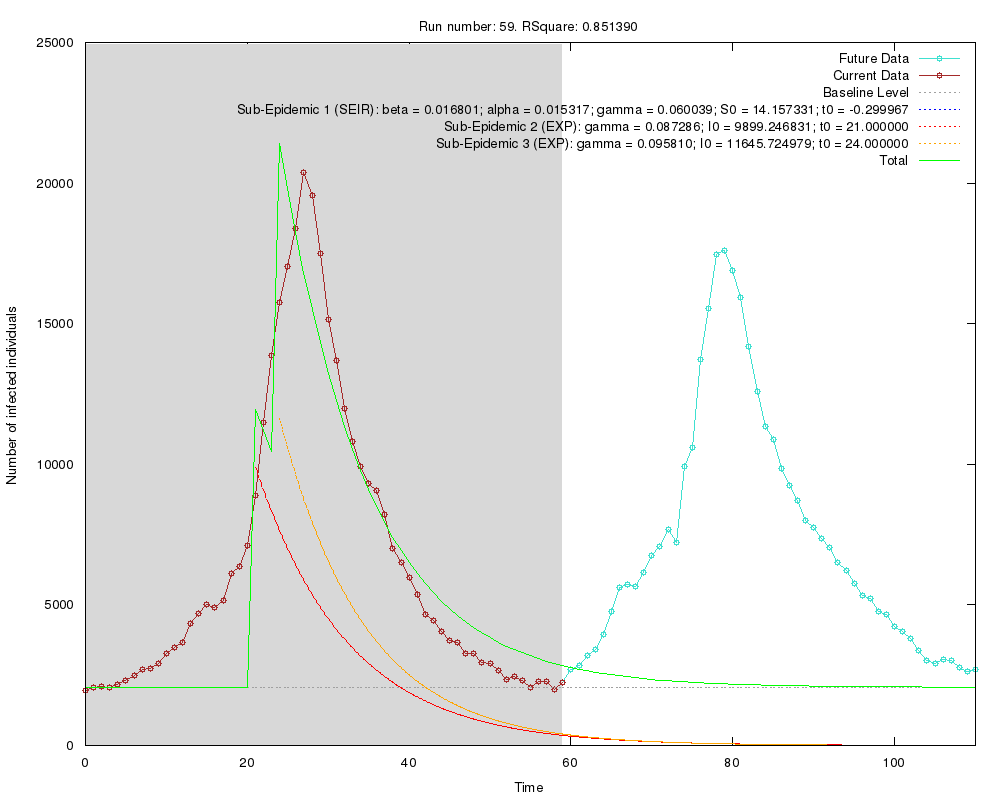 Run number: 59. RSquare: 0.851390
25000
20000
15000
10000
5000
0
Number of infected individuals
Future Data
Current Data
Baseline Level
Sub-Epidemic 1 (SEIR): beta = 0.016801; alpha = 0.015317; gamma = 0.060039; S0 = 14.157331; t0 = -0.299967
Sub-Epidemic 2 (EXP): gamma = 0.087286; I0 = 9899.246831; t0 = 21.000000
Sub-Epidemic 3 (EXP): gamma = 0.095810; I0 = 11645.724979; t0 = 24.000000
Total
0 20 40 60 80 100
Time